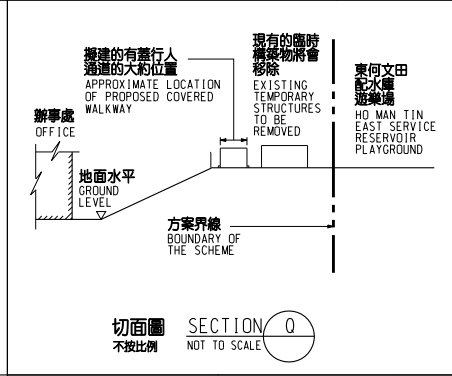 擬建的有蓋行人
通道的大約位置
APPROXIMATE LOCATION
OF PROPOSED COVERED
WALKWAY
現有的臨時
構築物將會
移除
EXISTING
TEMPORARY
STRUCTURES
TO BE
REMOVED
東何文田
配水庫
遊樂場
HO MAN TIN
EAST SERVICE
RESERVOIR
PLAYGROUND
辦事處
OFFICE
地面水平
GROUND
LEVEL
方案界線
BOUNDARY OF
THE SCHEME
切面圖 SECTION Q
不按比例 NOT TO SCALE